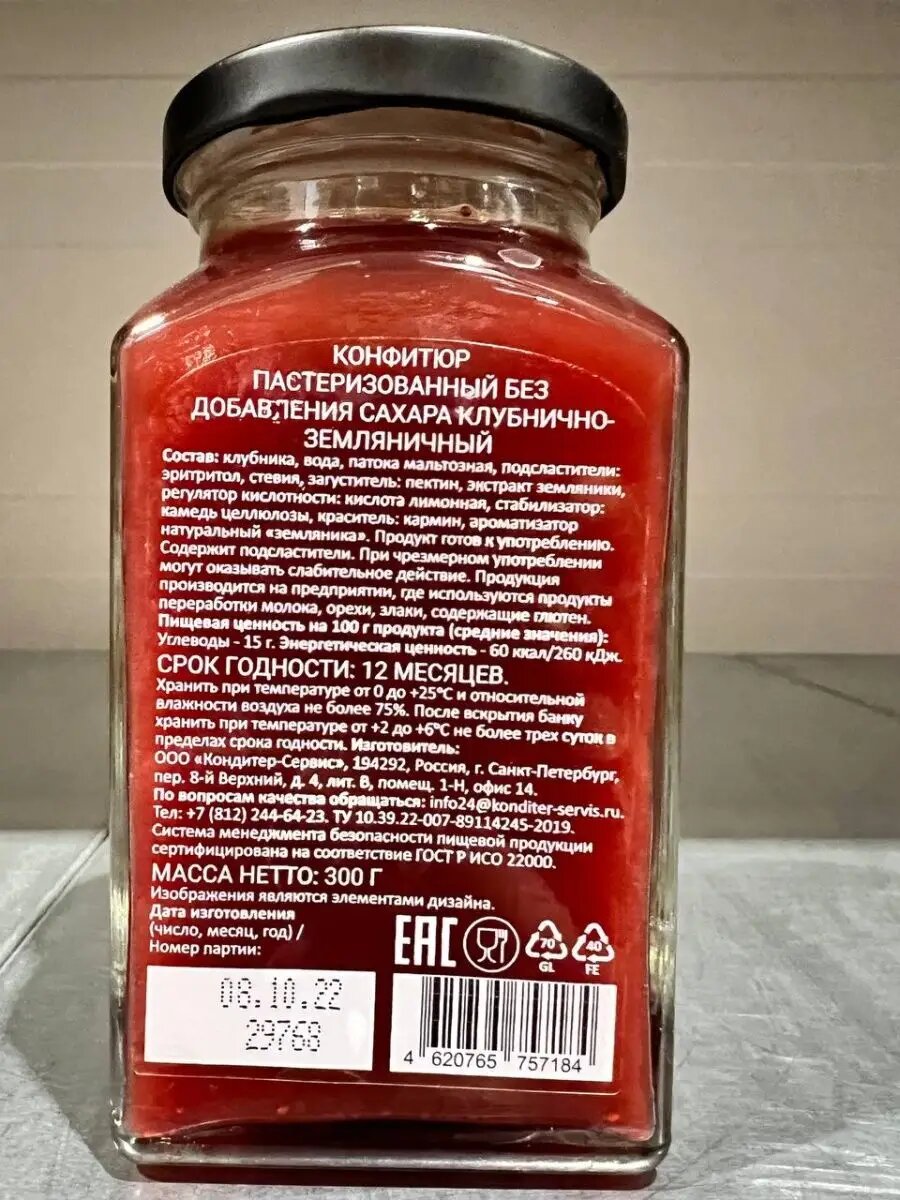 КОНФИТЮР
ПАСТЕРИЗОВАННЫЙ БЕЗ
ДОБАВЛЕНИЯ САХАРА КЛУБНИЧНО-
ЗЕМЛЯНИЧНЫЙ
Состав: клубника, вода, патока мальтозная, подсластители:
эритритол, стевия, загуститель: пектин, экстракт земляники,
регулятор кислотности: кислота лимонная, стабилизатор:
камедь целлюлозы, краситель: кармин, ароматизатор
натуральный «земляника». Продукт готов к употреблению.
Содержит подсластители. При чрезмерном употреблении
могут оказывать слабительное действие. Продукция
производится на предприятии, где используются продукты
переработки молока, орехи, злаки, содержащие глютен.
Пищевая ценность на 100 г продукта (средние значения):
Углеводы - 15 г. Энергетическая ценность - 60 ккал/260 кДж.
СРОК ГОДНОСТИ: 12 МЕСЯЦЕВ.
Хранить при температуре от 0 до +25°C и относительной
влажности воздуха не более 75%. После вскрытия банку
хранить при температуре от +2 до +6°C не более трех суток в
пределах срока годности. Изготовитель:
ООО «Кондитер-Сервис», 194292, Россия, г. Санкт-Петербург,
пер. 8-й Верхний, д. 4, лит. В, помещ. 1-Н, офис 14.
По вопросам качества обращаться: info24@konditer-servis.ru.
Тел: +7 (812) 244-64-23. ТУ 10.39.22-007-89114245-2019.
Система менеджмента безопасности пищевой продукции
сертифицирована на соответствие ГОСТ Р ИСО 22000.
МАССА НЕТТО: 300 Г
Изображения являются элементами дизайна.
Дата изготовления
(число, месяц, год) /
Номер партии:
EAC
70
GL
40
FE
08.10.22
29768
4 620765 757184